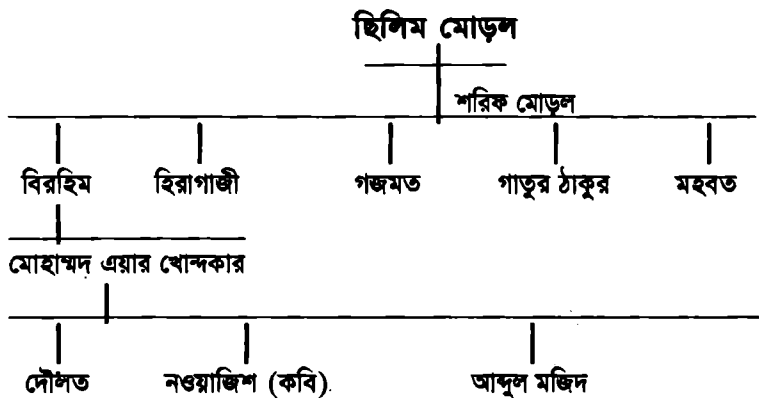 ছিলিম মোড়ল
শরিফ মোড়ল
বিরহিম হিরাগাজী গজমত গাতুর ঠাকুর মহবত
মোহাম্মদ এয়ার খোন্দকার
দৌলত নওয়াজিশ (কবি) আব্দুল মজিদ